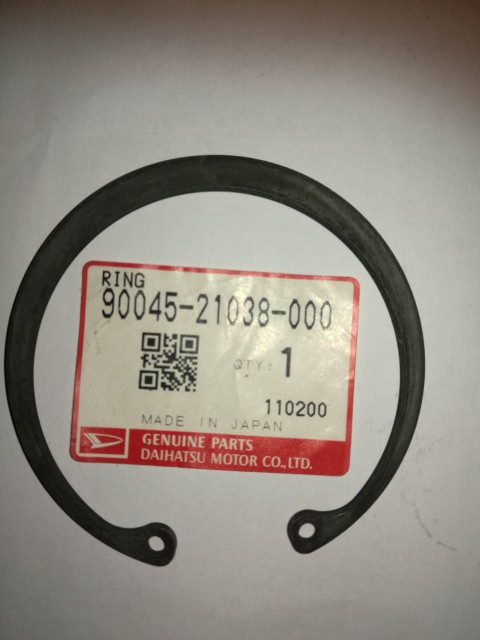 RING
90045-21038-000
QTY: 1
110200
MADE IN JAPAN
GENUINE PARTS
DAIHATSU MOTOR CO.,LTD.